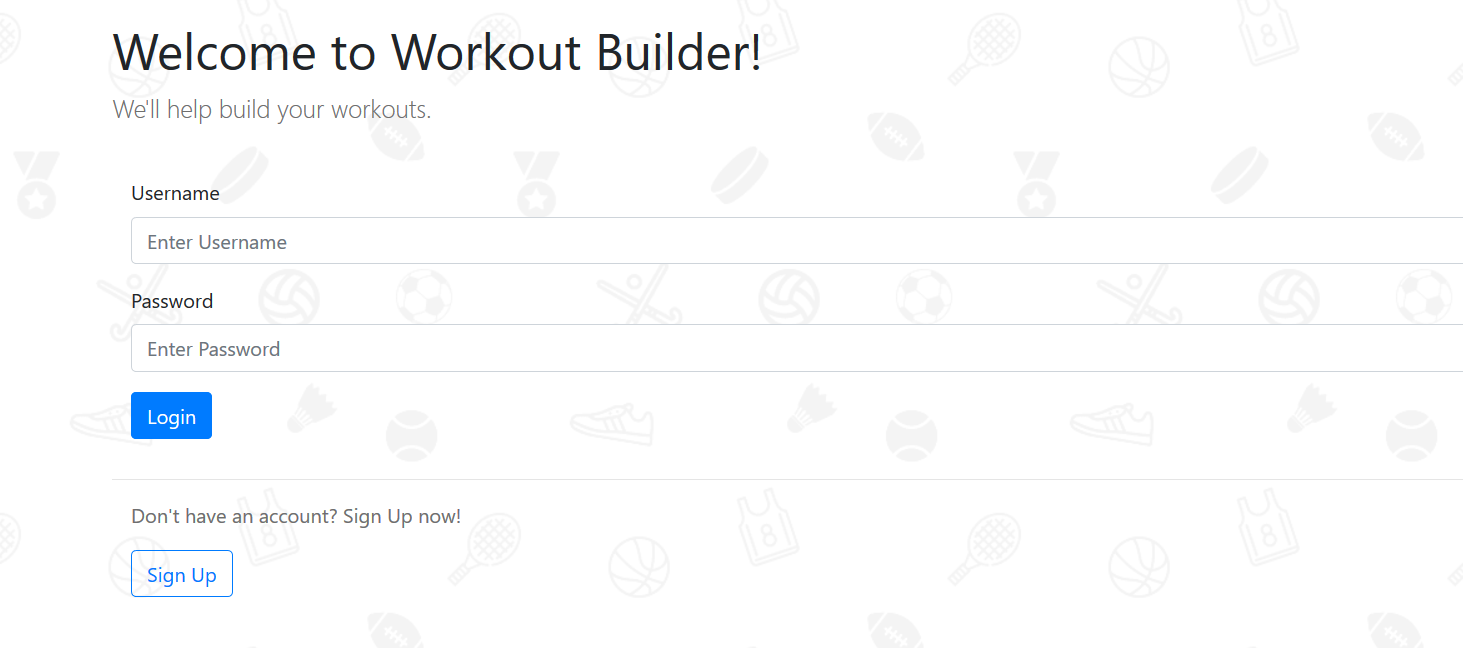 Welcome to Workout Builder!
We'll help build your workouts.
Username
Enter Username
Password
Enter Password
Login
Don't have an account? Sign Up now!
Sign Up